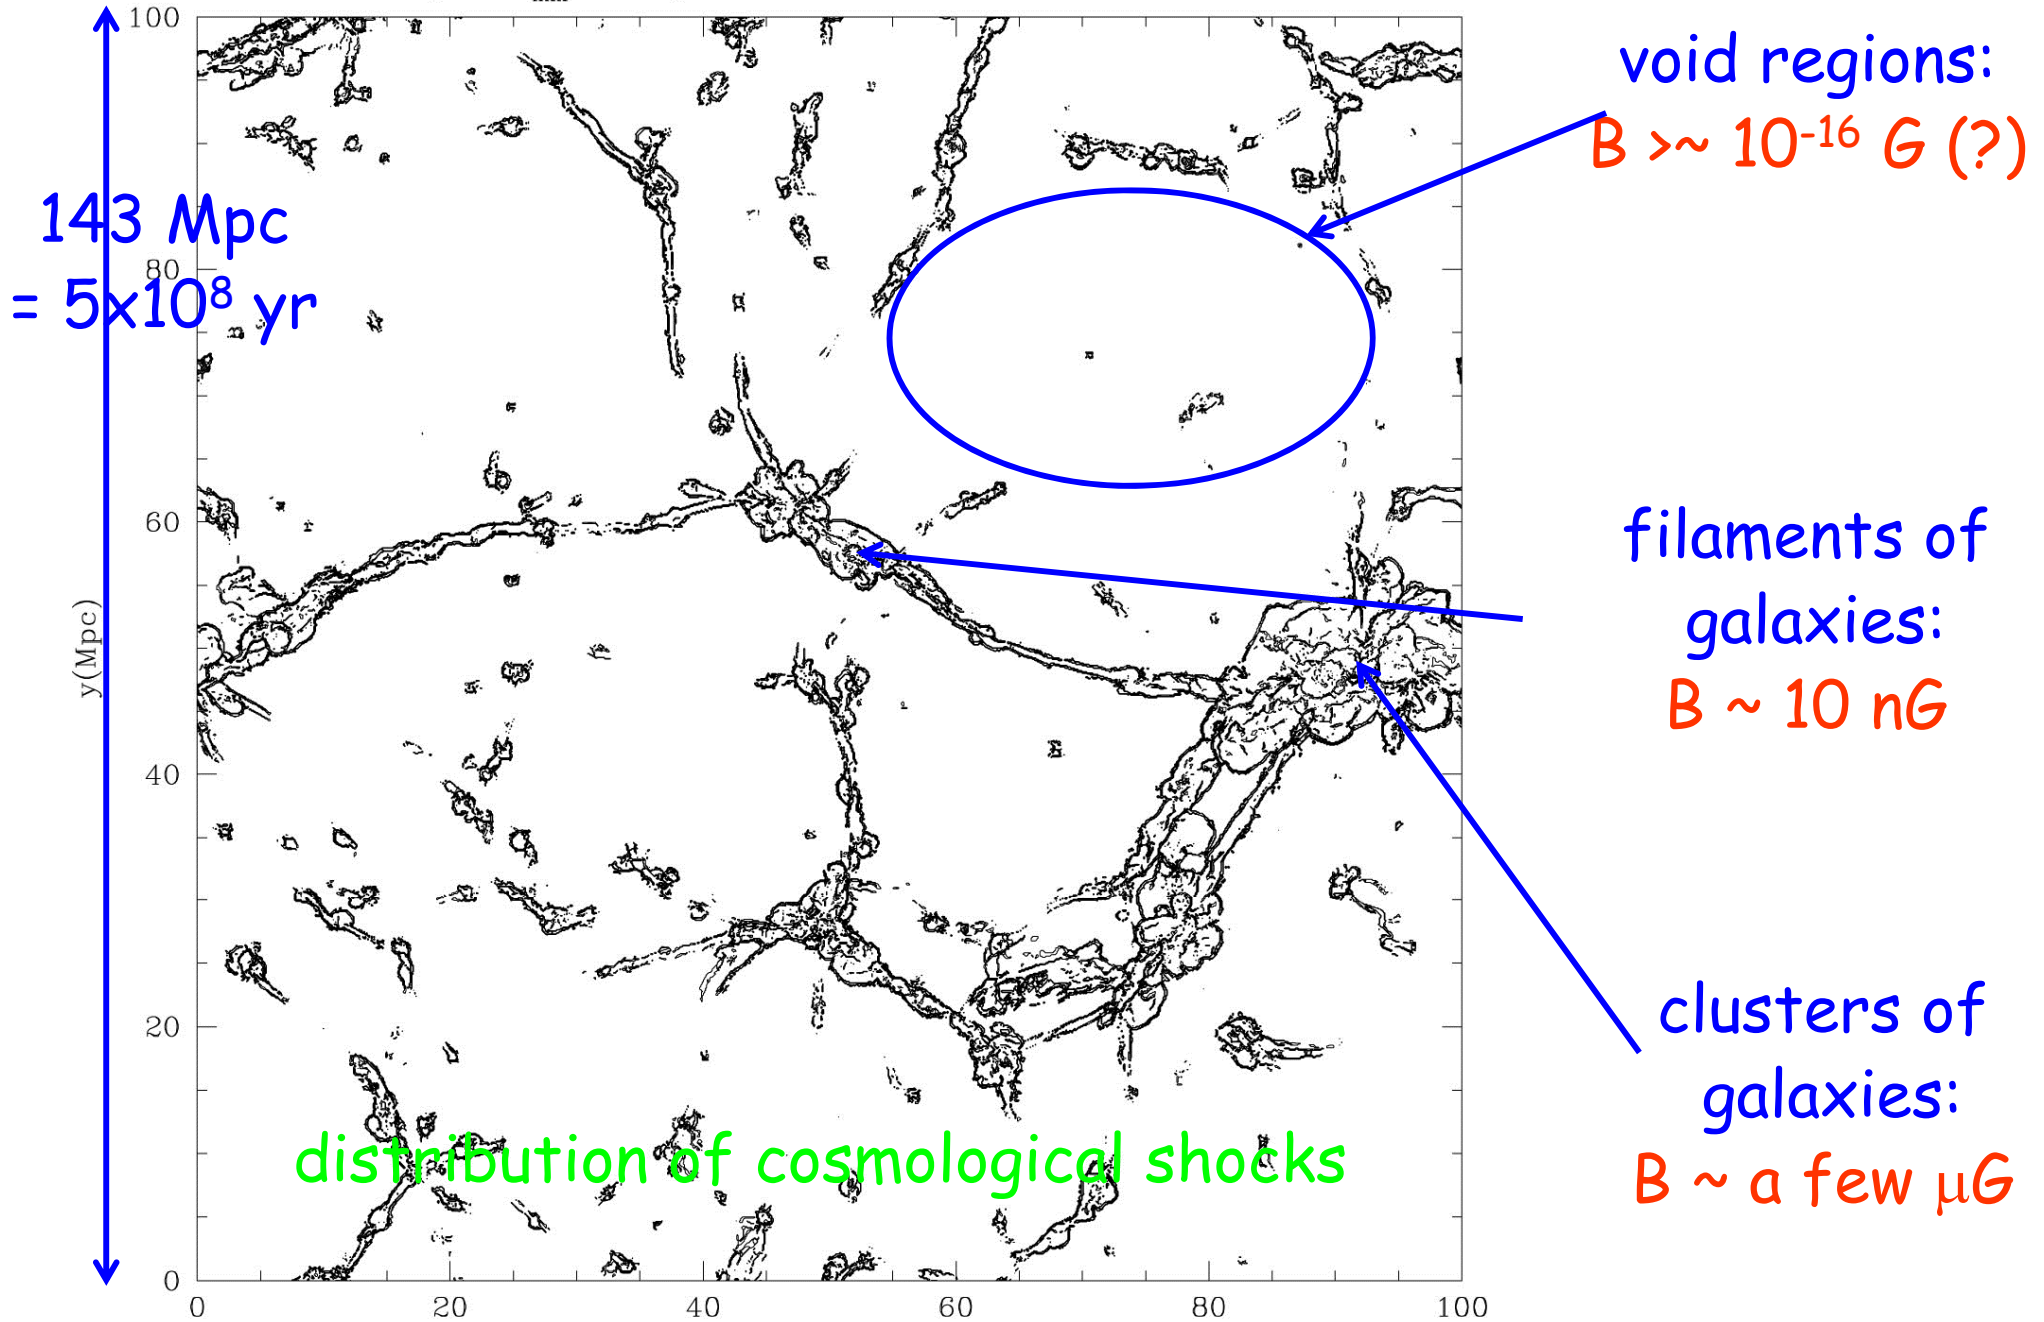 100
80
60
40
20
0
0 20 40 60 80 100
y(Mpc)
143 Mpc
= 5x10⁸ yr
void regions:
B >~ 10⁻¹⁶ G (?)
filaments of
galaxies:
B ~ 10 nG
clusters of
galaxies:
B ~ a few μG
distribution of cosmological shocks